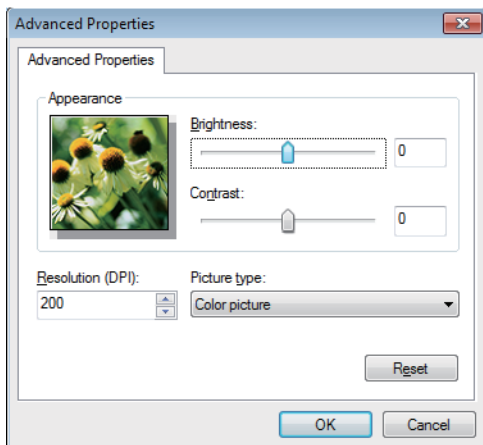 Advanced Properties
Advanced Properties
Appearance
Brightness:
0
Contrast:
0
Resolution (DPI):
Picture type:
200
Color picture
Reset
OK
Cancel